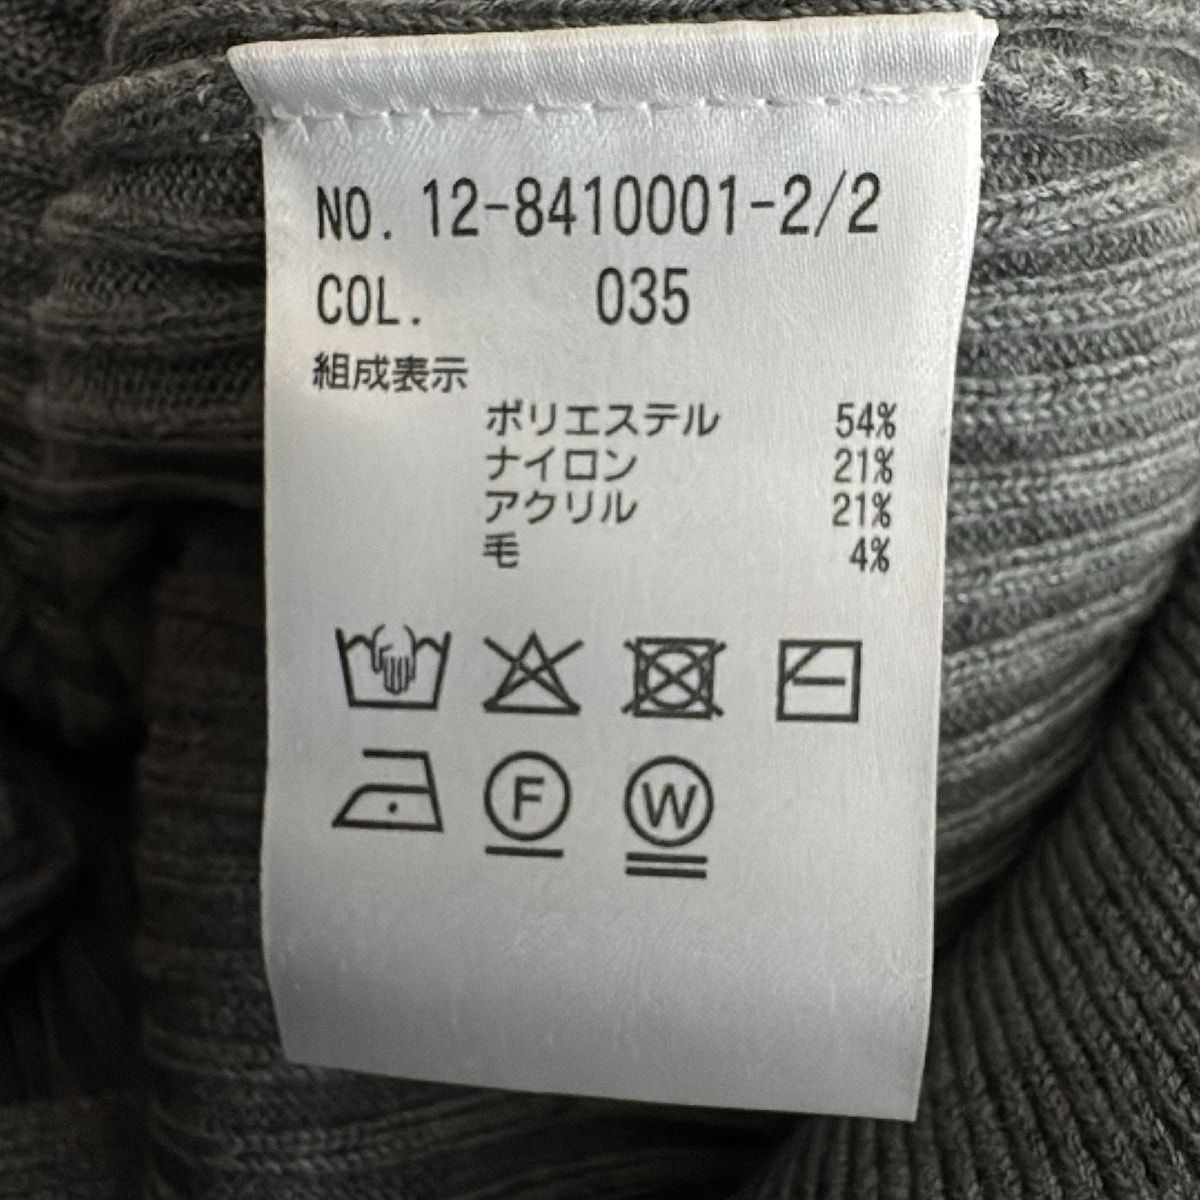 NO. 12-8410001-2/2
COL. 035
組成表示
ポリエステル 54%
ナイロン 21%
アクリル 21%
毛 4%
F W